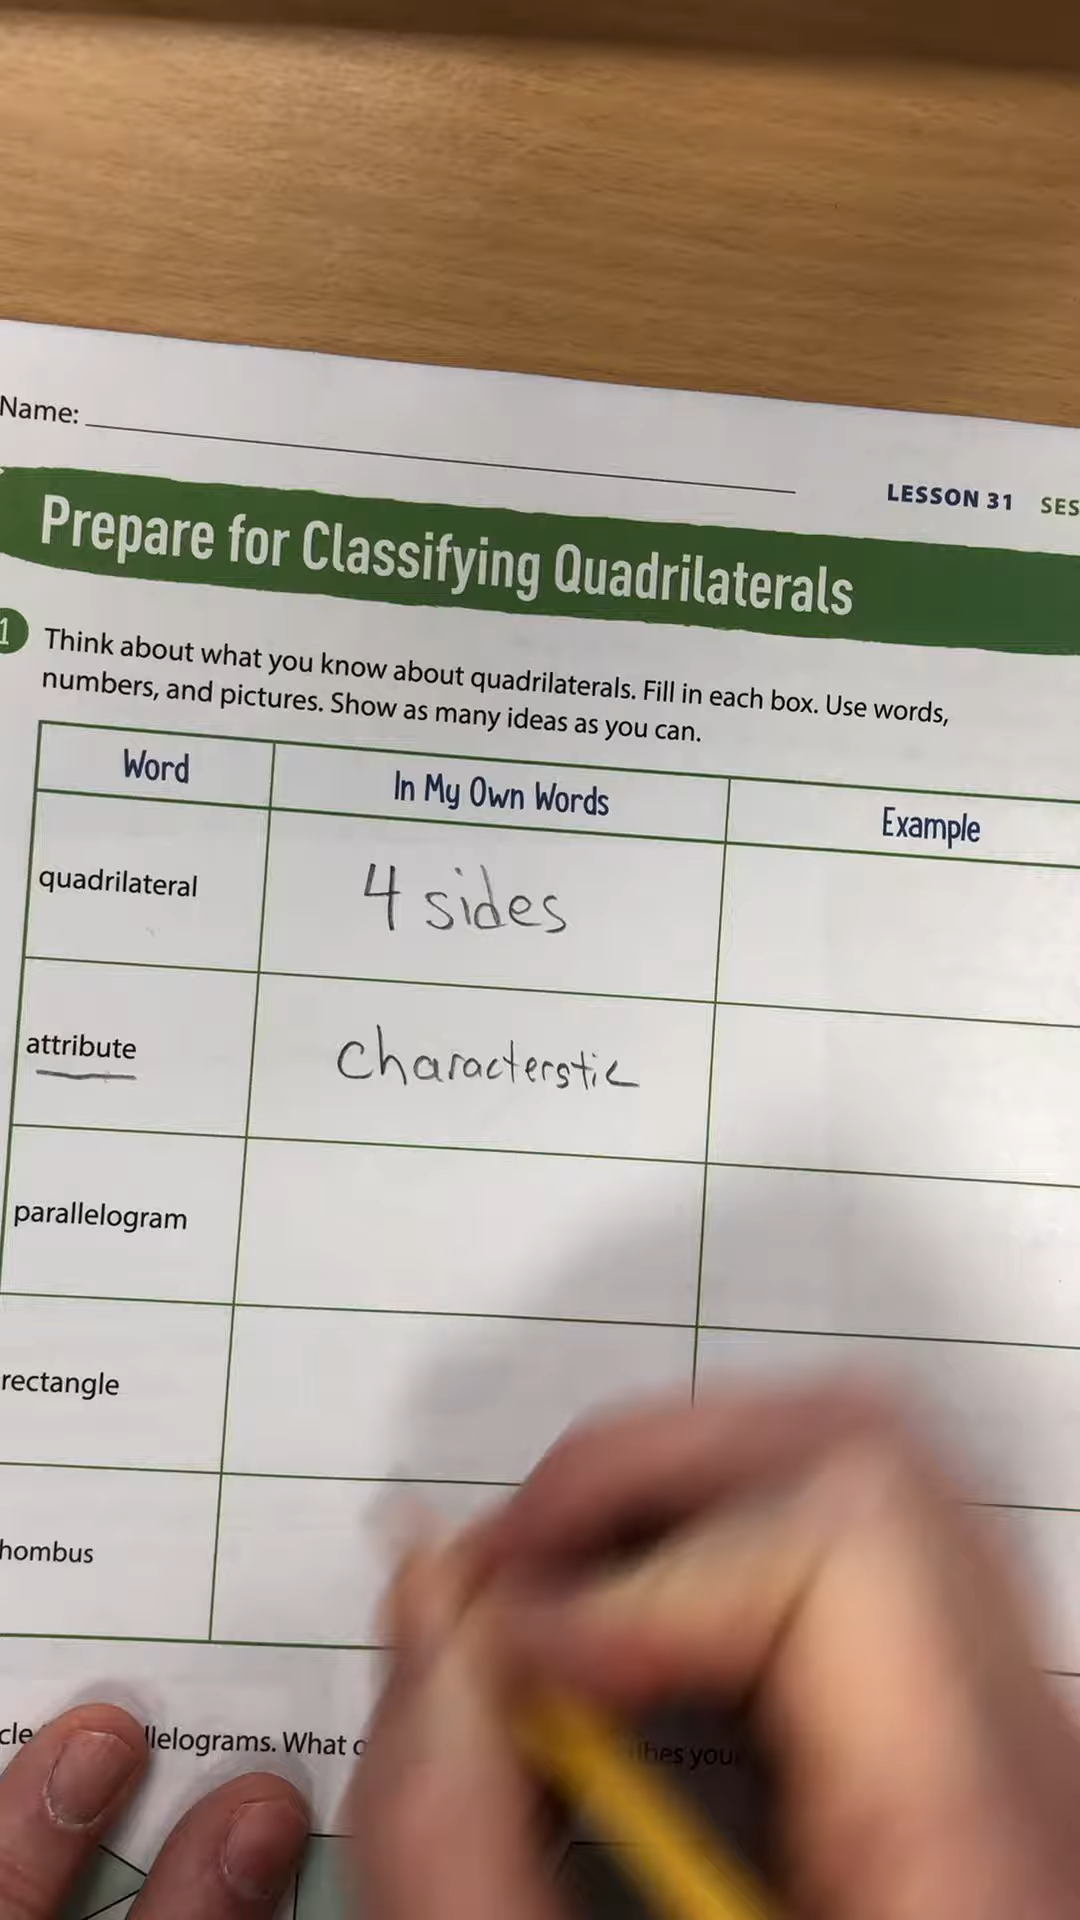 Name:
LESSON 31 SES
Prepare for Classifying Quadrilaterals
1 Think about what you know about quadrilaterals. Fill in each box. Use words,
numbers, and pictures. Show as many ideas as you can.
Word In My Own Words Example
quadrilateral 4 sides
attribute characterstic
parallelogram
rectangle
hombus
cle llelograms. What